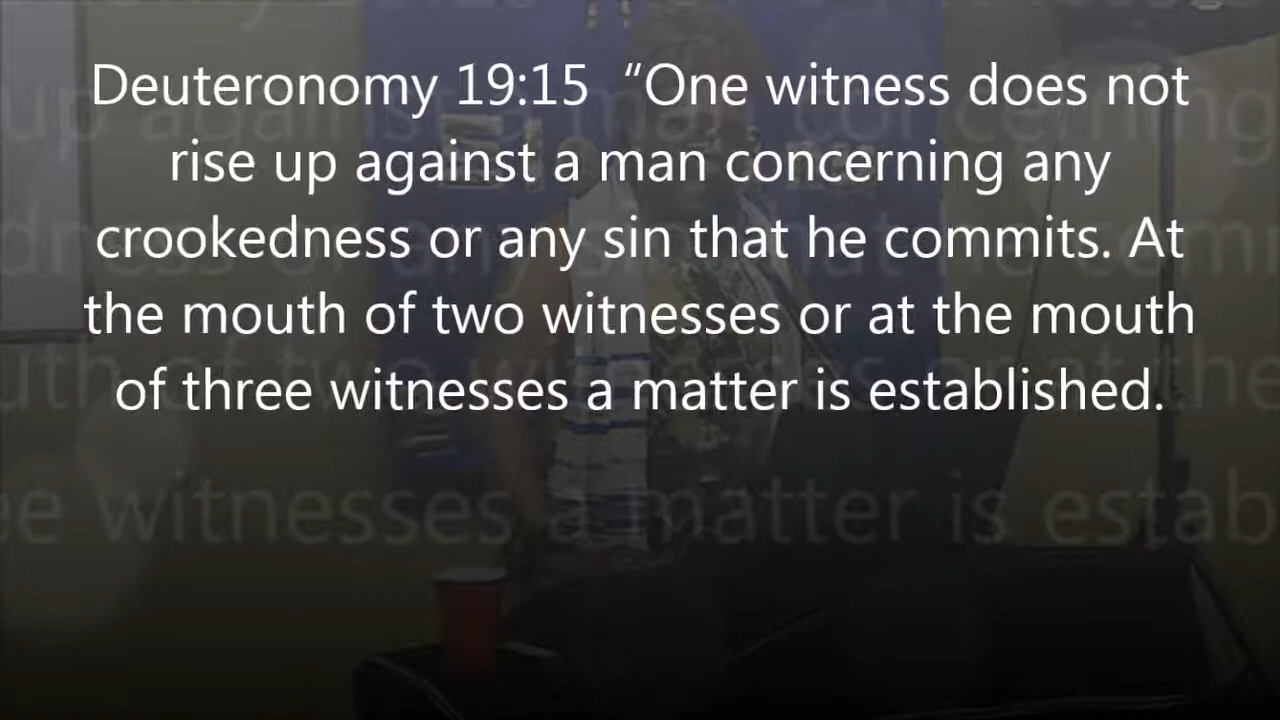 Deuteronomy 19:15 “One witness does not
rise up against a man concerning any
crookedness or any sin that he commits. At
the mouth of two witnesses or at the mouth
of three witnesses a matter is established.